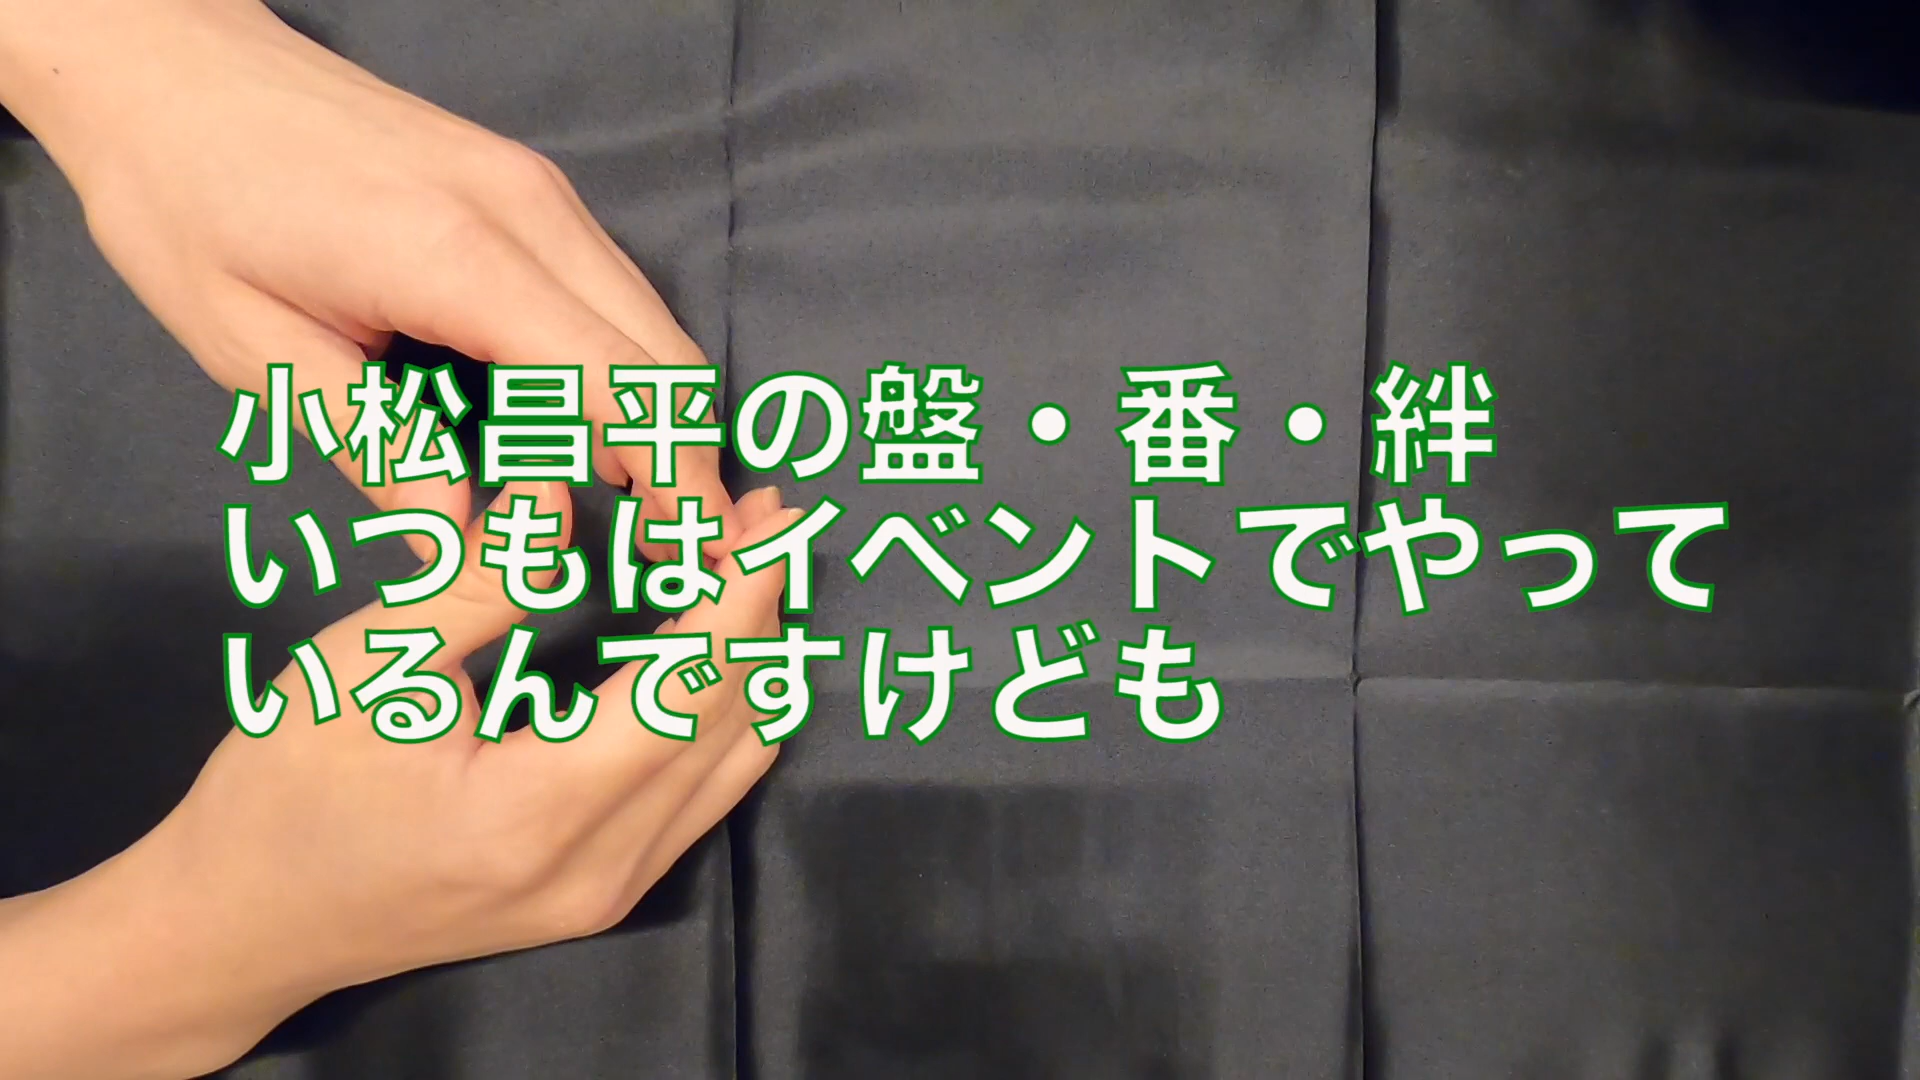 小松昌平の盤・番・絆
いつもはイベントでやって
いるんですけども